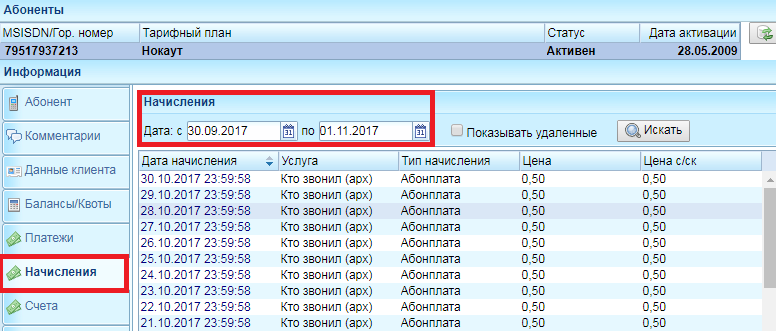 Абоненты
MSISDN/Гор. номер Тарифный план Статус Дата активации
79517937213 Нокаут Активен 28.05.2009
Информация
Абонент
Комментарии
Данные клиента
Балансы/Квоты
Платежи
Начисления
Счета
Начисления
Дата: с 30.09.2017 31 по 01.11.2017 31 Показывать удаленные Искать
Дата начисления Услуга Тип начисления Цена Цена с/ск
30.10.2017 23:59:58 Кто звонил (арх) Абонплата 0,50 0,50
29.10.2017 23:59:58 Кто звонил (арх) Абонплата 0,50 0,50
28.10.2017 23:59:58 Кто звонил (арх) Абонплата 0,50 0,50
27.10.2017 23:59:58 Кто звонил (арх) Абонплата 0,50 0,50
26.10.2017 23:59:58 Кто звонил (арх) Абонплата 0,50 0,50
25.10.2017 23:59:58 Кто звонил (арх) Абонплата 0,50 0,50
24.10.2017 23:59:58 Кто звонил (арх) Абонплата 0,50 0,50
23.10.2017 23:59:58 Кто звонил (арх) Абонплата 0,50 0,50
22.10.2017 23:59:58 Кто звонил (арх) Абонплата 0,50 0,50
21.10.2017 23:59:58 Кто звонил (арх) Абонплата 0,50 0,50